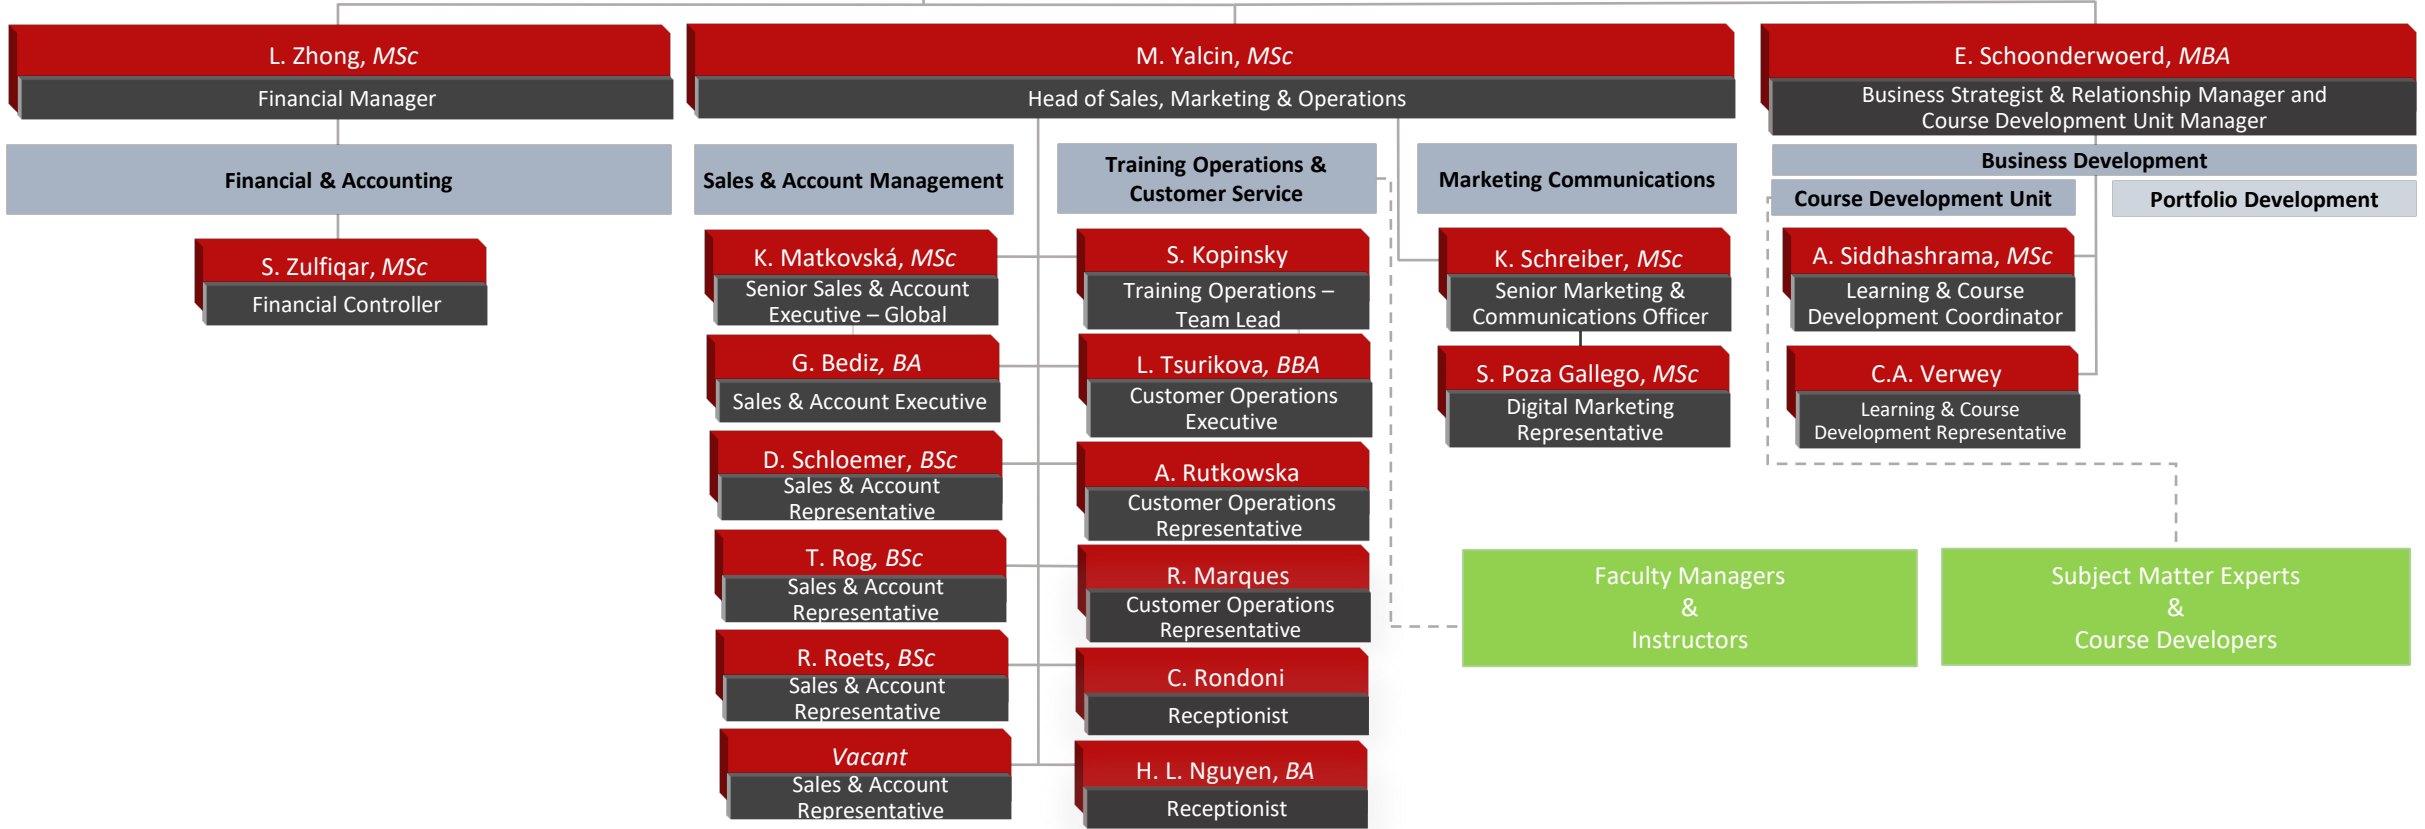 L. Zhong, MSc
Financial Manager
M. Yalcin, MSc
Head of Sales, Marketing & Operations
E. Schoonderwoerd, MBA
Business Strategist & Relationship Manager and
Course Development Unit Manager
Financial & Accounting
S. Zulfiqar, MSc
Financial Controller
Sales & Account Management
K. Matkovská, MSc
Senior Sales & Account
Executive – Global
G. Bediz, BA
Sales & Account Executive
D. Schloemer, BSc
Sales & Account
Representative
T. Rog, BSc
Sales & Account
Representative
R. Roets, BSc
Sales & Account
Representative
Vacant
Sales & Account
Representative
Training Operations &
Customer Service
S. Kopinsky
Training Operations –
Team Lead
L. Tsurikova, BBA
Customer Operations
Executive
A. Rutkowska
Customer Operations
Representative
R. Marques
Customer Operations
Representative
C. Rondoni
Receptionist
H. L. Nguyen, BA
Receptionist
Marketing Communications
K. Schreiber, MSc
Senior Marketing &
Communications Officer
S. Poza Gallego, MSc
Digital Marketing
Representative
Business Development
Course Development Unit
Portfolio Development
A. Siddhashrama, MSc
Learning & Course
Development Coordinator
C.A. Verwey
Learning & Course
Development Representative
Faculty Managers
&
Instructors
Subject Matter Experts
&
Course Developers